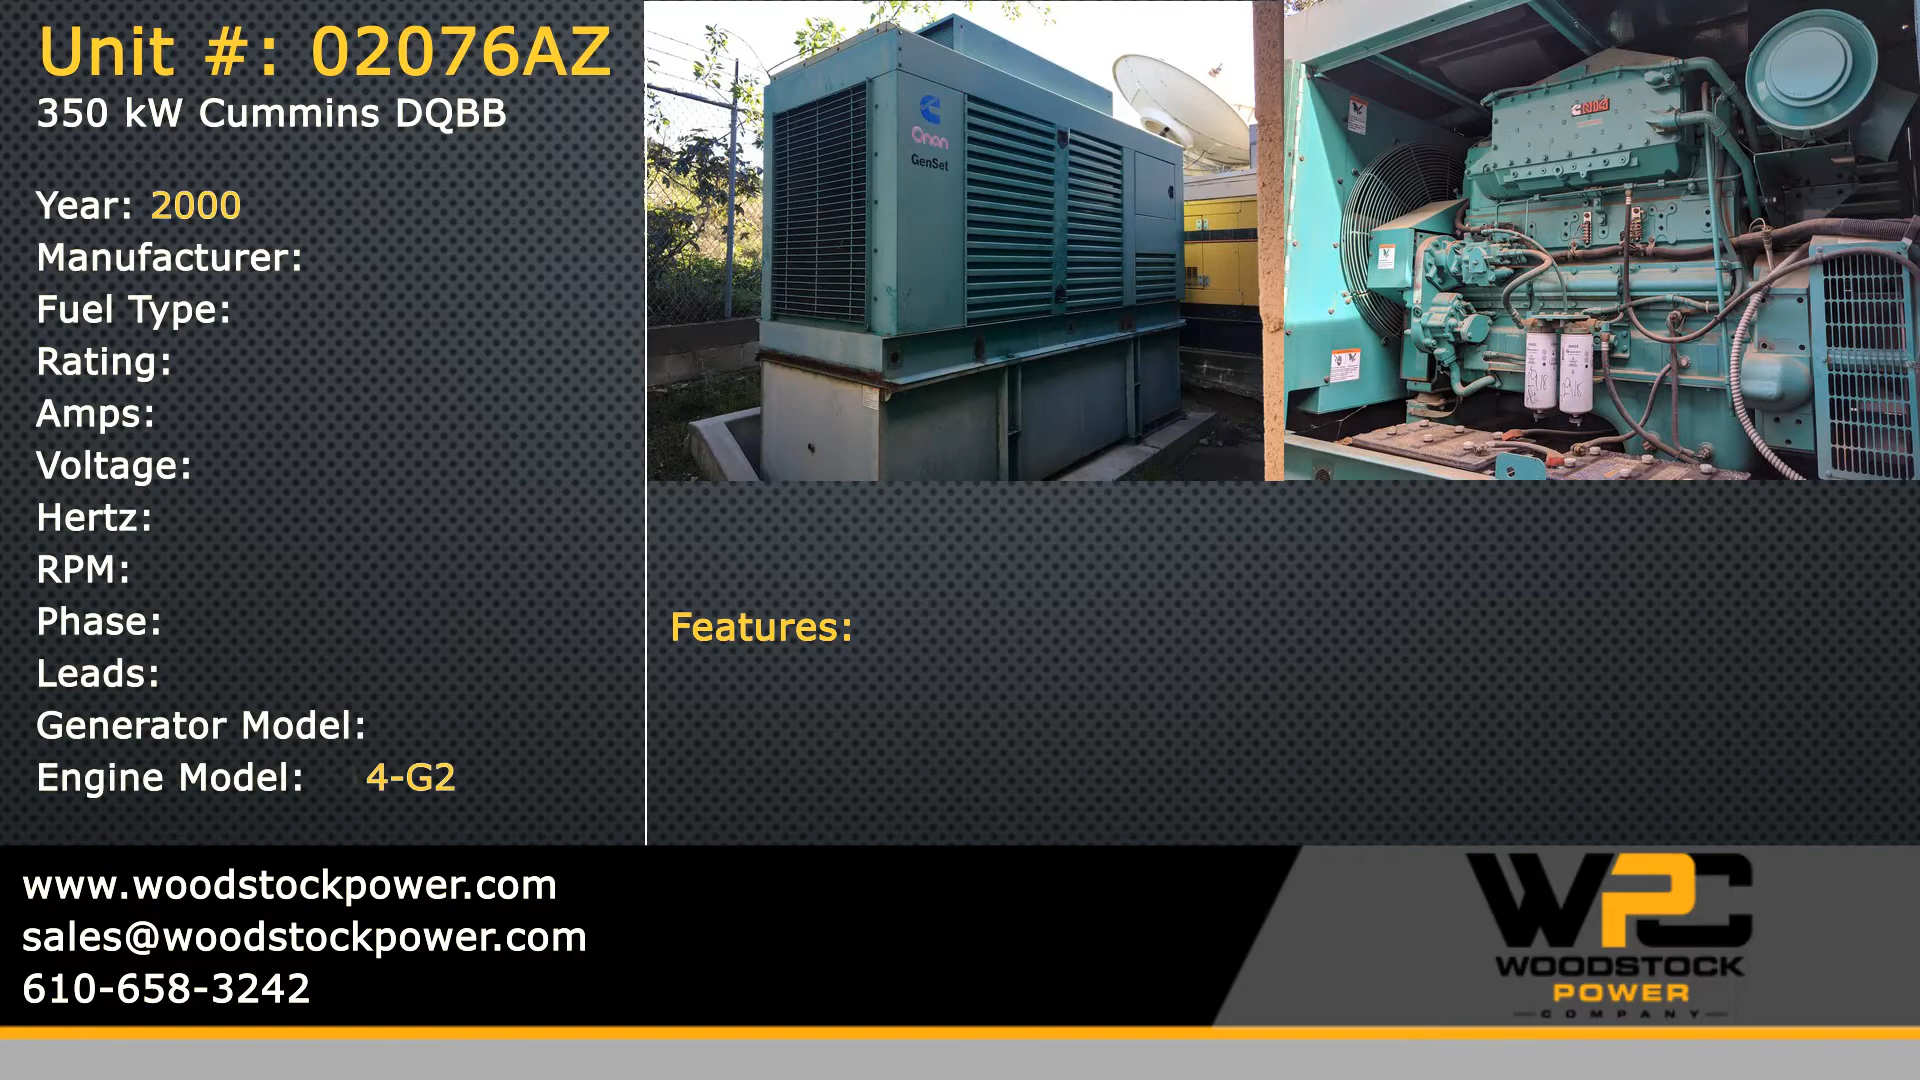 Unit #: 02076AZ
350 kW Cummins DQBB
Year: 2000
Manufacturer:
Fuel Type:
Rating:
Amps:
Voltage:
Hertz:
RPM:
Phase:
Leads:
Generator Model:
Engine Model: 4-G2
Onan
GenSet
N14
Features:
www.woodstockpower.com
sales@woodstockpower.com
610-658-3242
WPC
WOODSTOCK
POWER
COMPANY